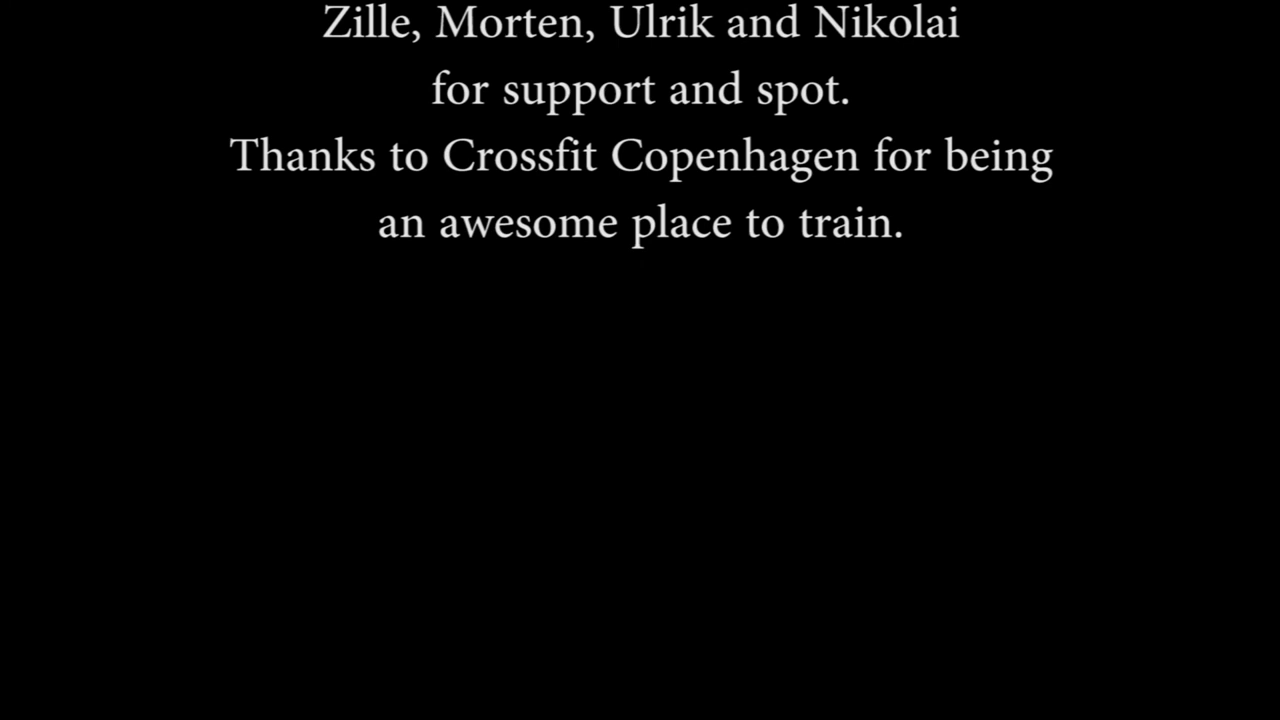 Zille, Morten, Ulrik and Nikolai
for support and spot.
Thanks to Crossfit Copenhagen for being
an awesome place to train.